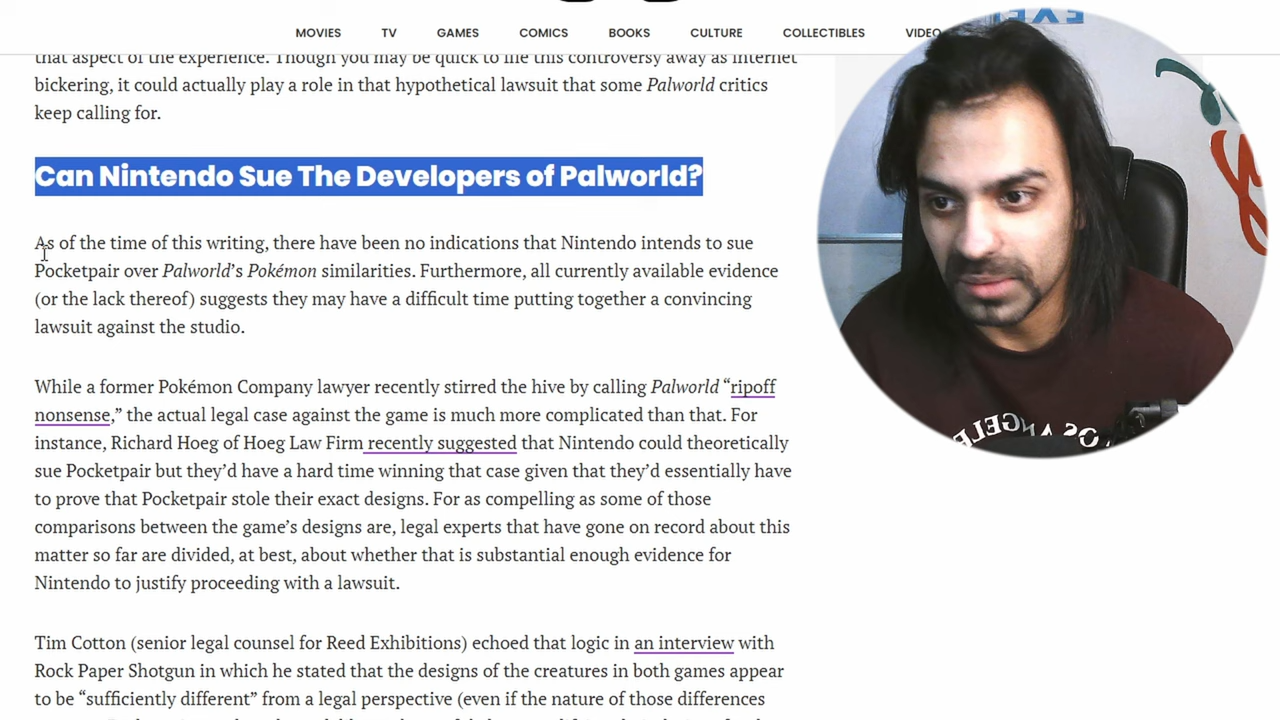 MOVIES TV GAMES COMICS BOOKS CULTURE COLLECTIBLES VIDEO
that aspect of the experience. Though you may be quick to file this controversy away as internet
bickering, it could actually play a role in that hypothetical lawsuit that some Palworld critics
keep calling for.
Can Nintendo Sue The Developers of Palworld?
As of the time of this writing, there have been no indications that Nintendo intends to sue
Pocketpair over Palworld’s Pokémon similarities. Furthermore, all currently available evidence
(or the lack thereof) suggests they may have a difficult time putting together a convincing
lawsuit against the studio.
While a former Pokémon Company lawyer recently stirred the hive by calling Palworld “ripoff
nonsense,” the actual legal case against the game is much more complicated than that. For
instance, Richard Hoeg of Hoeg Law Firm recently suggested that Nintendo could theoretically
sue Pocketpair but they’d have a hard time winning that case given that they’d essentially have
to prove that Pocketpair stole their exact designs. For as compelling as some of those
comparisons between the game’s designs are, legal experts that have gone on record about this
matter so far are divided, at best, about whether that is substantial enough evidence for
Nintendo to justify proceeding with a lawsuit.
Tim Cotton (senior legal counsel for Reed Exhibitions) echoed that logic in an interview with
Rock Paper Shotgun in which he stated that the designs of the creatures in both games appear
to be “sufficiently different” from a legal perspective (even if the nature of those differences
LOS ANGELE